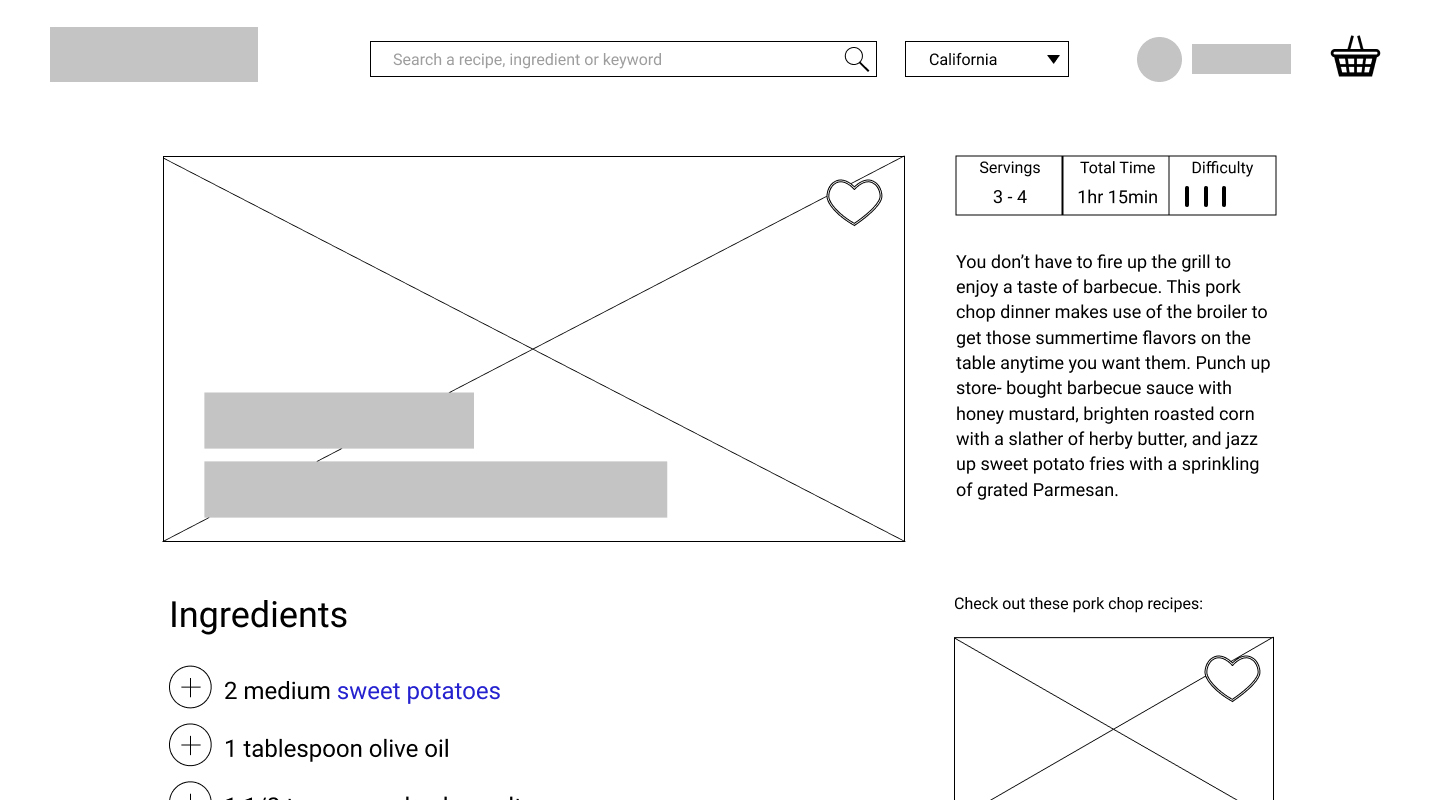 Search a recipe, ingredient or keyword
California
Servings
Total Time
Difficulty
3 - 4
1hr 15min
You don’t have to fire up the grill to
enjoy a taste of barbecue. This pork
chop dinner makes use of the broiler to
get those summertime flavors on the
table anytime you want them. Punch up
store- bought barbecue sauce with
honey mustard, brighten roasted corn
with a slather of herby butter, and jazz
up sweet potato fries with a sprinkling
of grated Parmesan.
Ingredients
2 medium sweet potatoes
1 tablespoon olive oil
Check out these pork chop recipes: